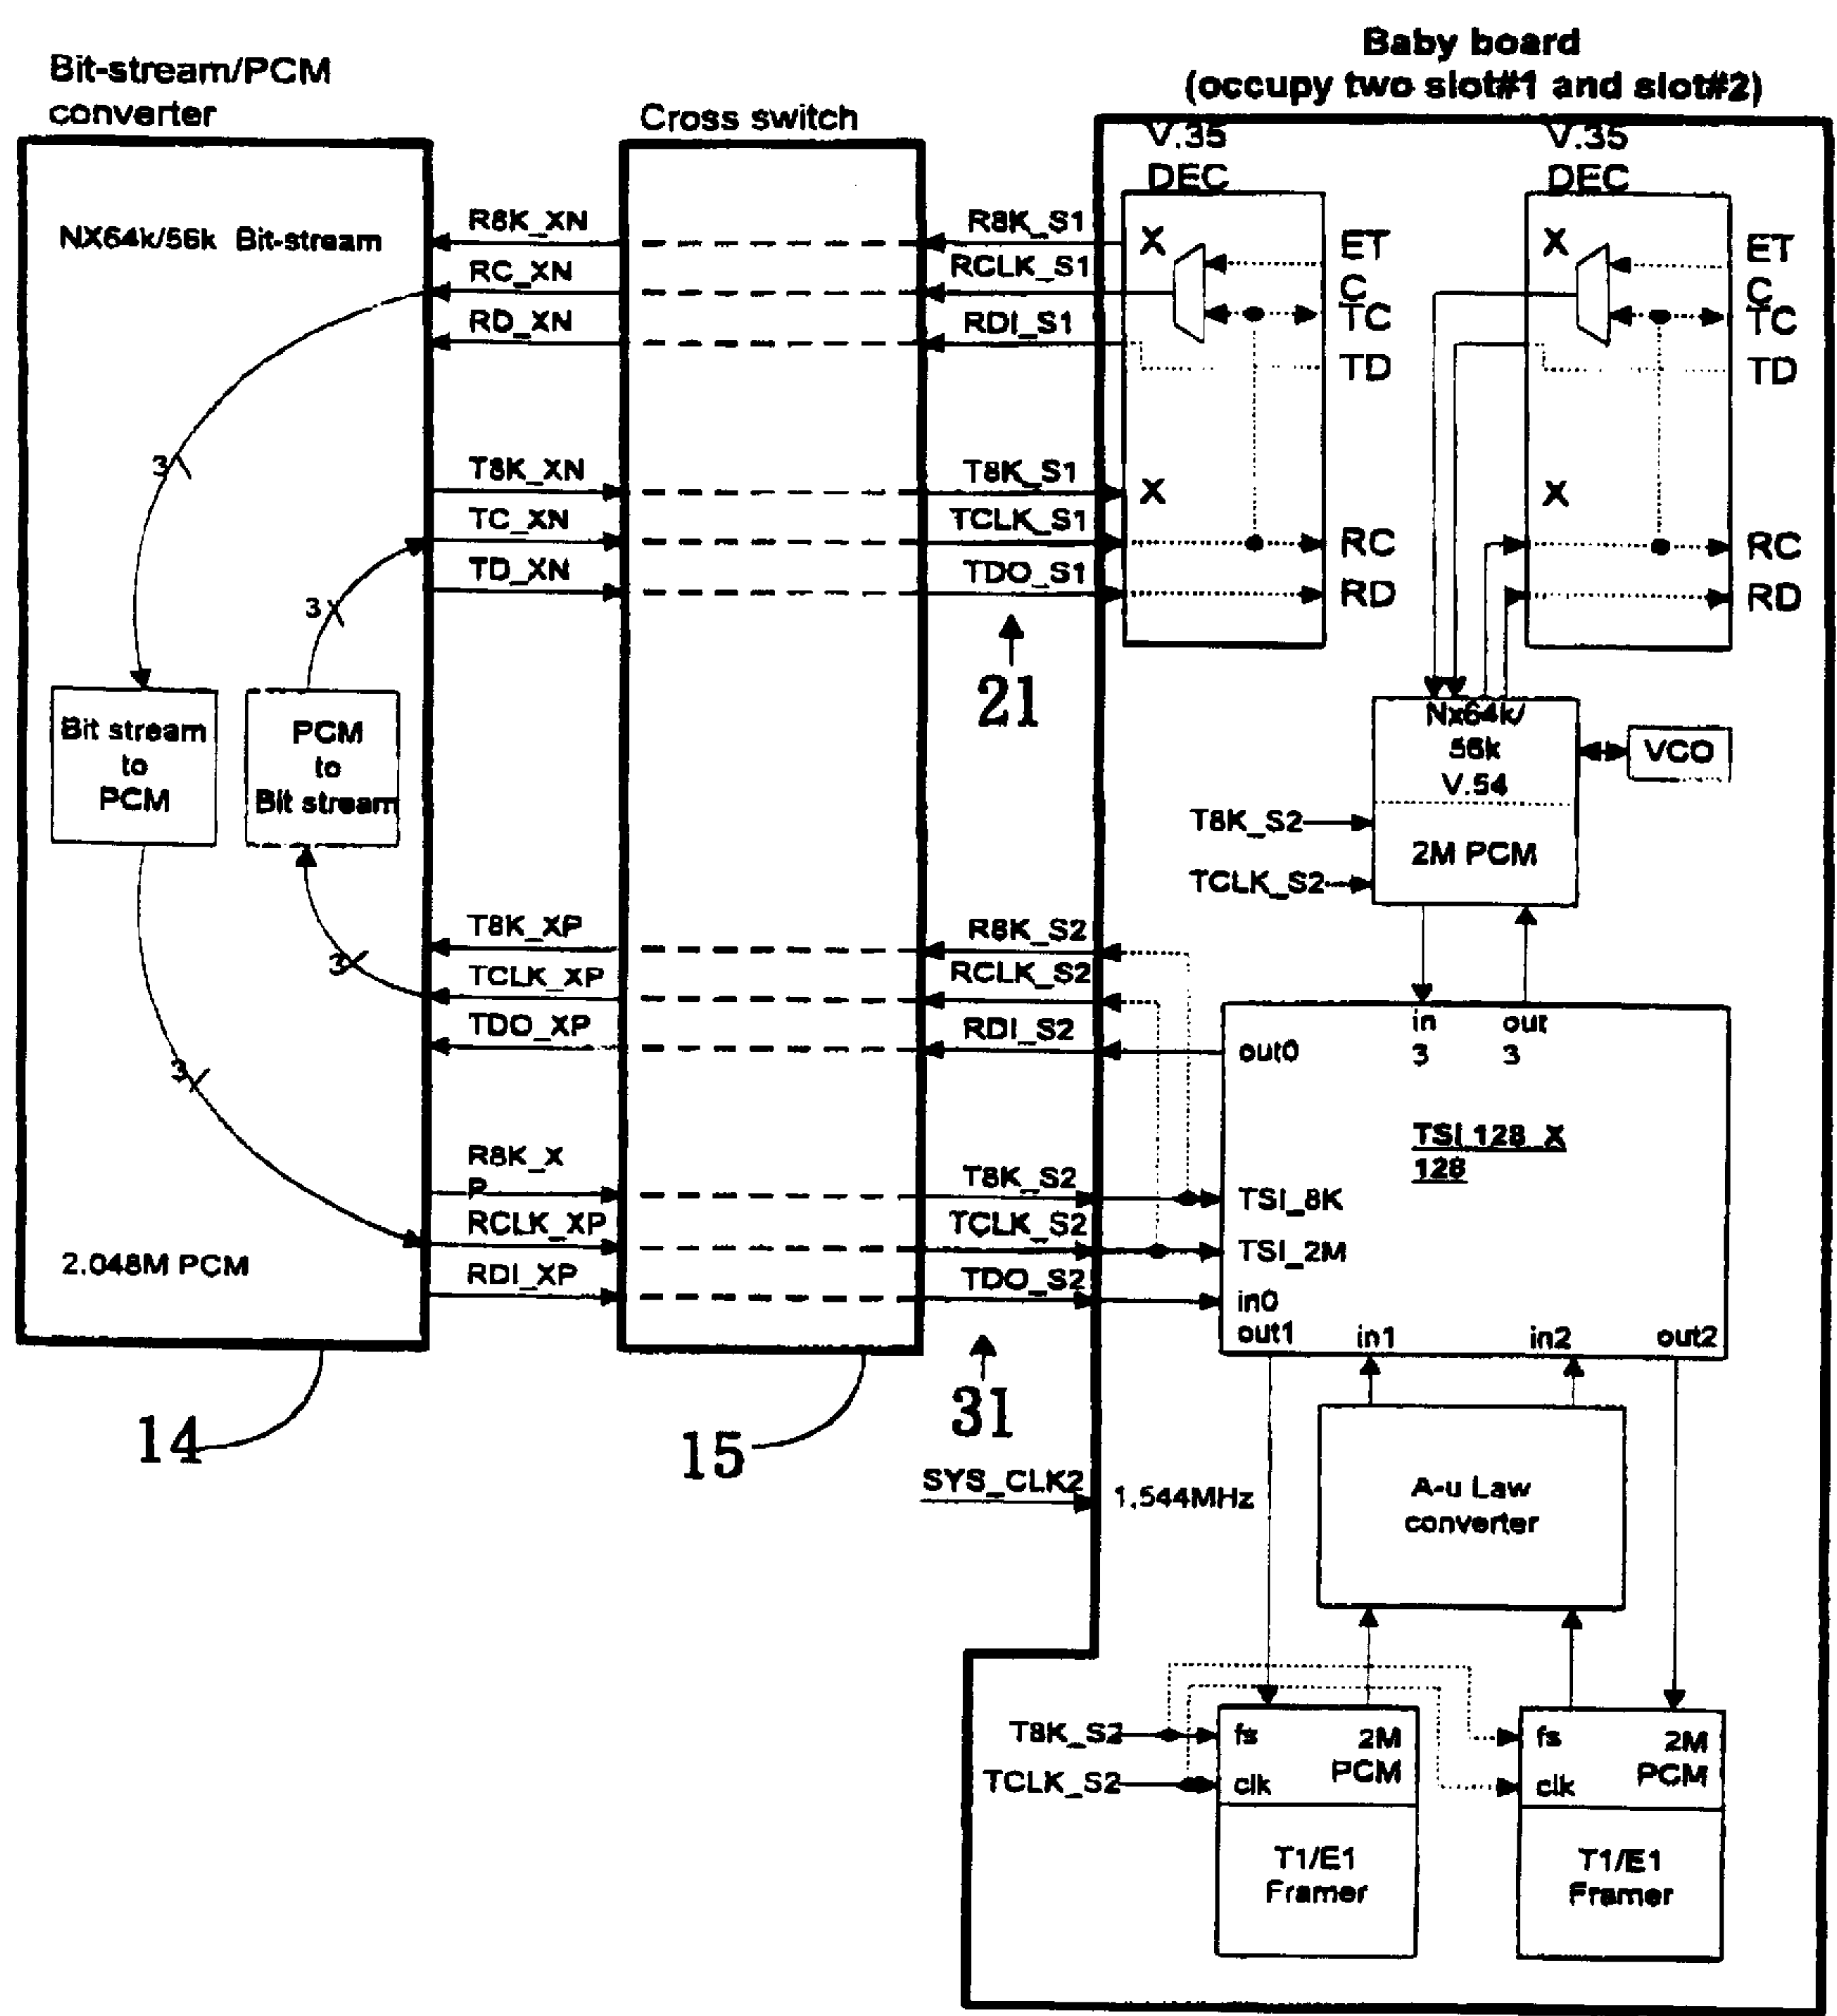 Baby board
(occupy two slot#1 and slot#2)
Bit-stream/PCM
converter
Cross switch
V.35
DEC
V.35
DEC
NX64k/56k Bit-stream
R8K_XN
RC_XN
RD_XN
R8K_S1
RCLK_S1
RDI_S1
X
ET
C
TC
TD
X
ET
C
TC
TD
3
T8K_XN
TC_XN
TD_XN
T8K_S1
TCLK_S1
TDO_S1
X
RC
RD
X
RC
RD
3
21
Bit stream
to
PCM
PCM
to
Bit stream
Nx64k/
56k
V.54
VCO
T8K_S2
2M PCM
TCLK_S2
T8K_XP
TCLK_XP
TDO_XP
R8K_S2
RCLK_S2
RDI_S2
3
3
out0
in
3
out
3
TSI 128 X
128
R8K_X
P
RCLK_XP
RDI_XP
T8K_S2
TCLK_S2
TDO_S2
TSI_8K
TSI_2M
in0
out1
in1
in2
out2
2.048M PCM
14
15
31
SYS_CLK2
1.544MHz
A-u Law
converter
T8K_S2
TCLK_S2
fs
clk
2M
PCM
fs
clk
2M
PCM
T1/E1
Framer
T1/E1
Framer